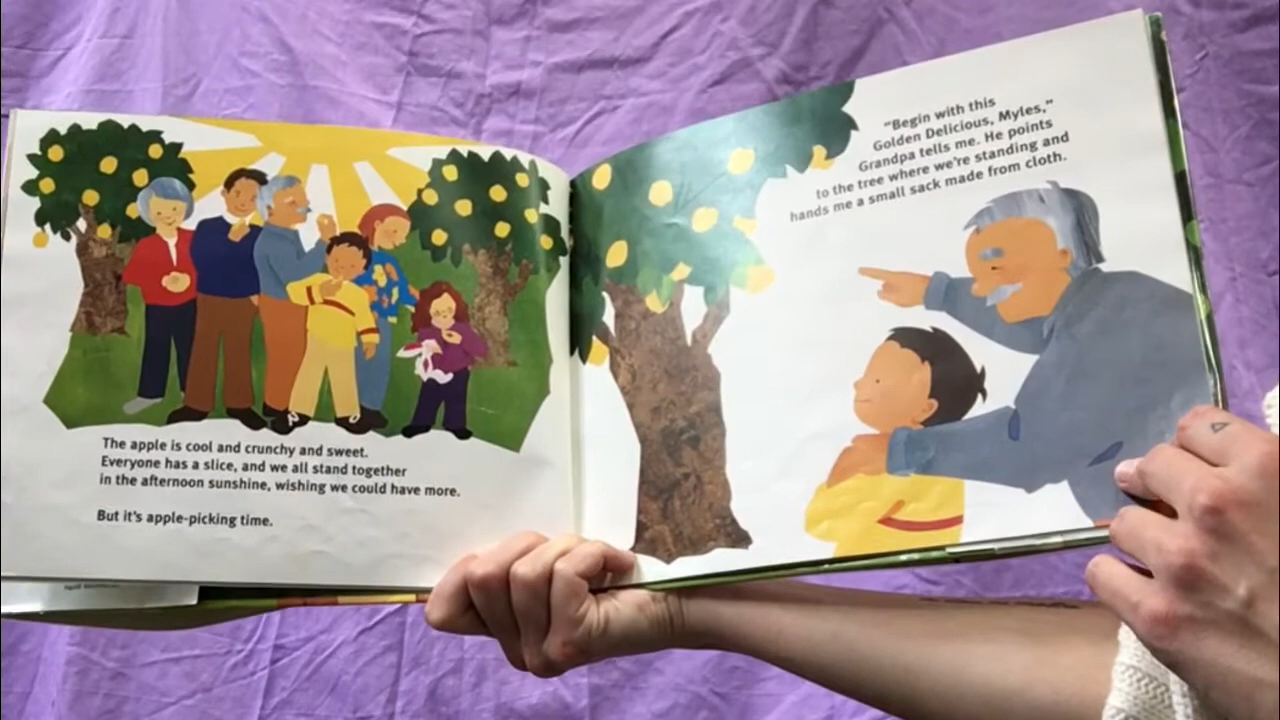 The apple is cool and crunchy and sweet.
Everyone has a slice, and we all stand together
in the afternoon sunshine, wishing we could have more.
But it's apple-picking time.
"Begin with this
Golden Delicious, Myles,"
Grandpa tells me. He points
to the tree where we're standing and
hands me a small sack made from cloth.